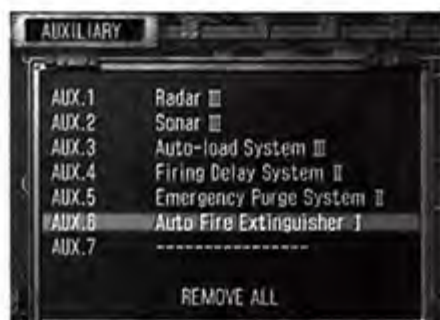 AUXILIARY
AUX.1 Radar Ⅲ
AUX.2 Sonar Ⅲ
AUX.3 Auto-load System Ⅲ
AUX.4 Firing Delay System Ⅱ
AUX.5 Emergency Purge System Ⅱ
AUX.6 Auto Fire Extinguisher Ⅰ
AUX.7 ----------------
REMOVE ALL